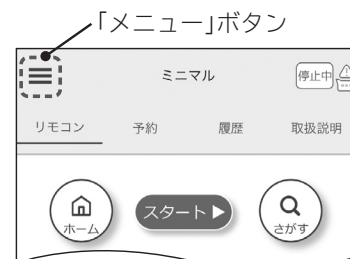 「メニュー」ボタン
ミニマル 停止中
リモコン 予約 履歴 取扱説明
ホーム スタート▶ さがす